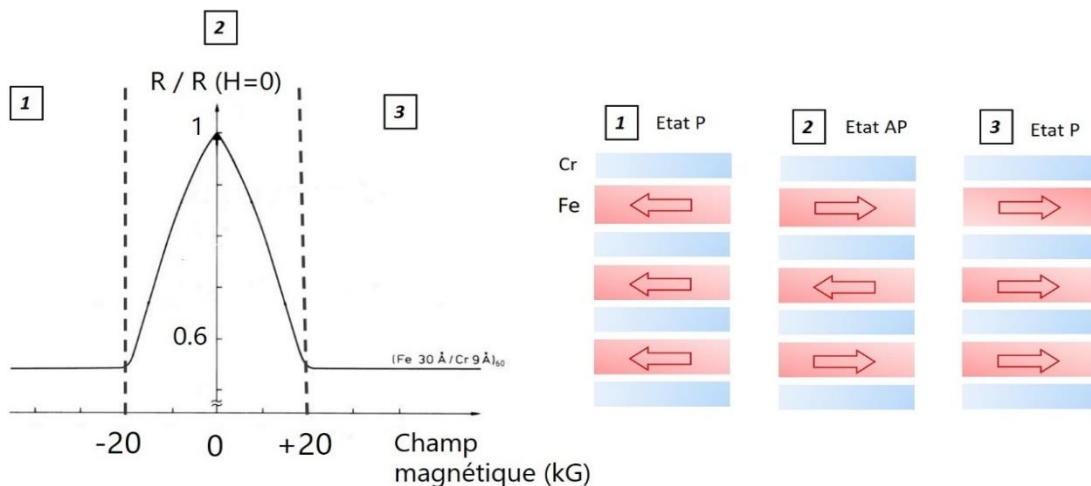 2
R / R (H=0)
1
3
1
0.6
(Fe 30 Å/Cr 9 Å)₆₀
-20
0
+20
Champ
magnétique (kG)
1 Etat P
2 Etat AP
3 Etat P
Cr
Fe